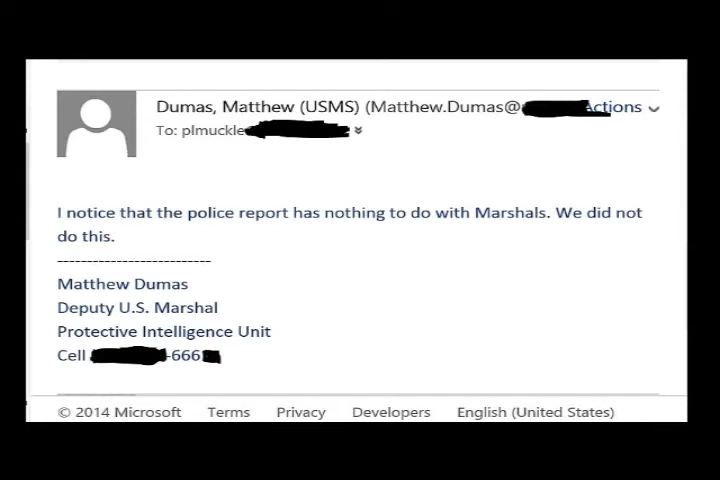 Dumas, Matthew (USMS) (Matthew.Dumas@ Actions
To: plmuckle
I notice that the police report has nothing to do with Marshals. We did not
do this.
--------------------------
Matthew Dumas
Deputy U.S. Marshal
Protective Intelligence Unit
Cell -666
© 2014 Microsoft Terms Privacy Developers English (United States)